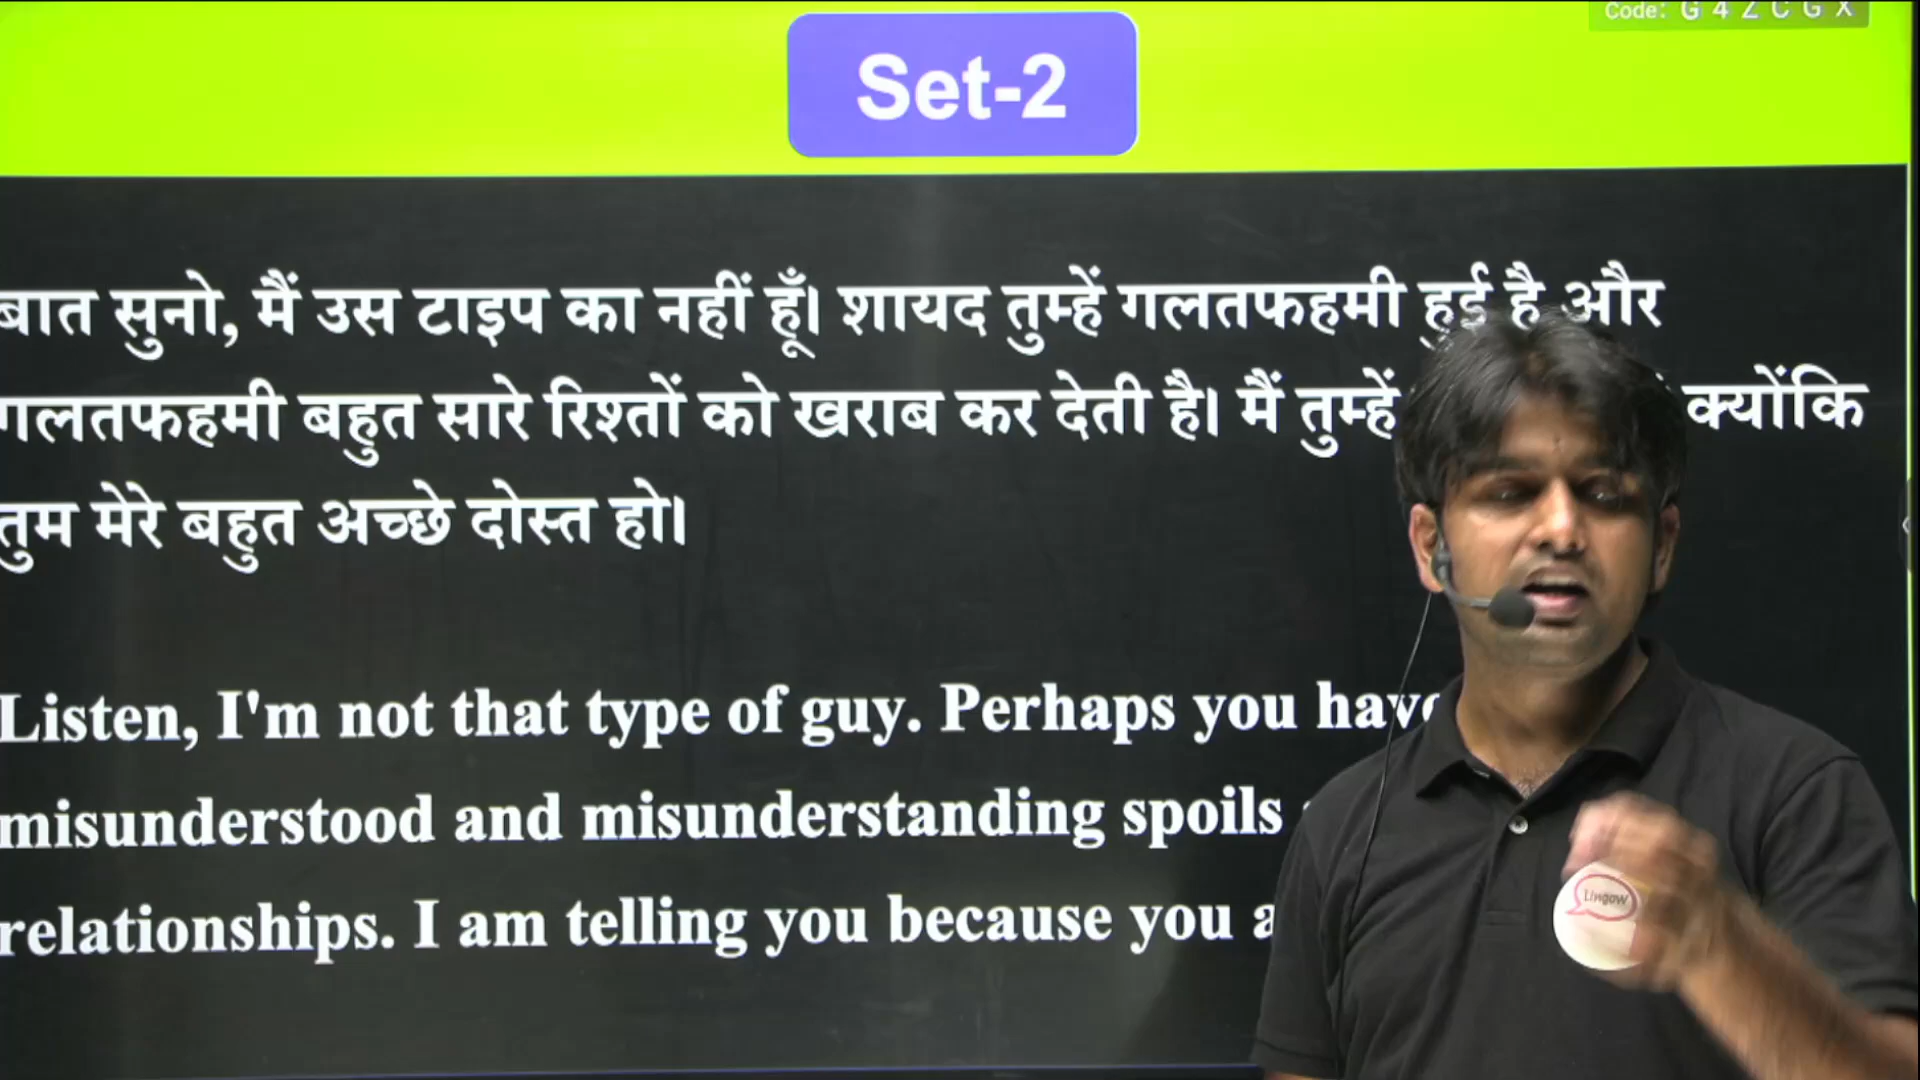 Code: G 4 Z C G X
Set-2
बात सुनो, मैं उस टाइप का नहीं हूँ। शायद तुम्हें गलतफहमी हुई है और
गलतफहमी बहुत सारे रिश्तों को खराब कर देती है। मैं तुम्हें क्योंकि
तुम मेरे बहुत अच्छे दोस्त हो।
Listen, I'm not that type of guy. Perhaps you have
misunderstood and misunderstanding spoils
relationships. I am telling you because you a
Lingow